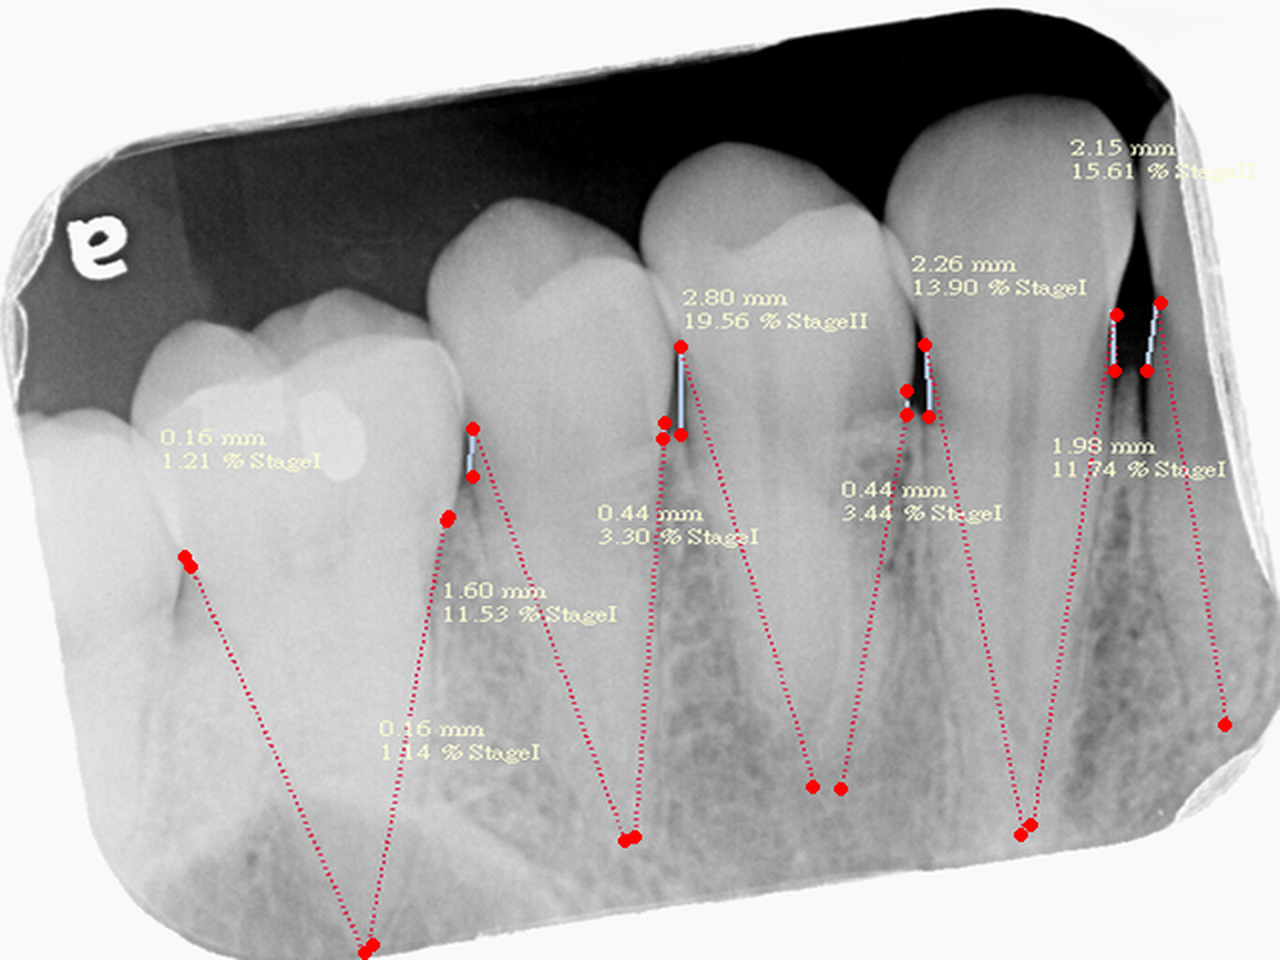 a
2.15 mm
15.61 % StageII
2.26 mm
13.90 % StageI
2.80 mm
19.56 % StageII
0.16 mm
1.21 % StageI
1.98 mm
11.74 % StageI
0.44 mm
3.44 % StageI
0.44 mm
3.30 % StageI
1.60 mm
11.53 % StageI
0.16 mm
1.14 % StageI